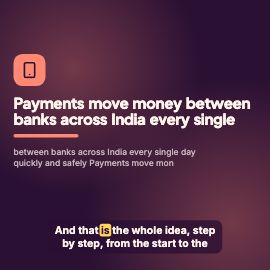 Payments move money between
banks across India every single
between banks across India every single day
quickly and safely Payments move mon
And that is the whole idea, step
by step, from the start to the